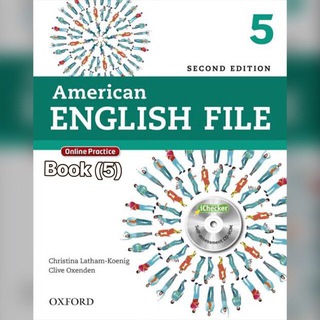 5
SECOND EDITION
American
ENGLISH FILE
Online Practice
Book (5)
iChecker
Christina Latham-Koenig
Clive Oxenden
OXFORD